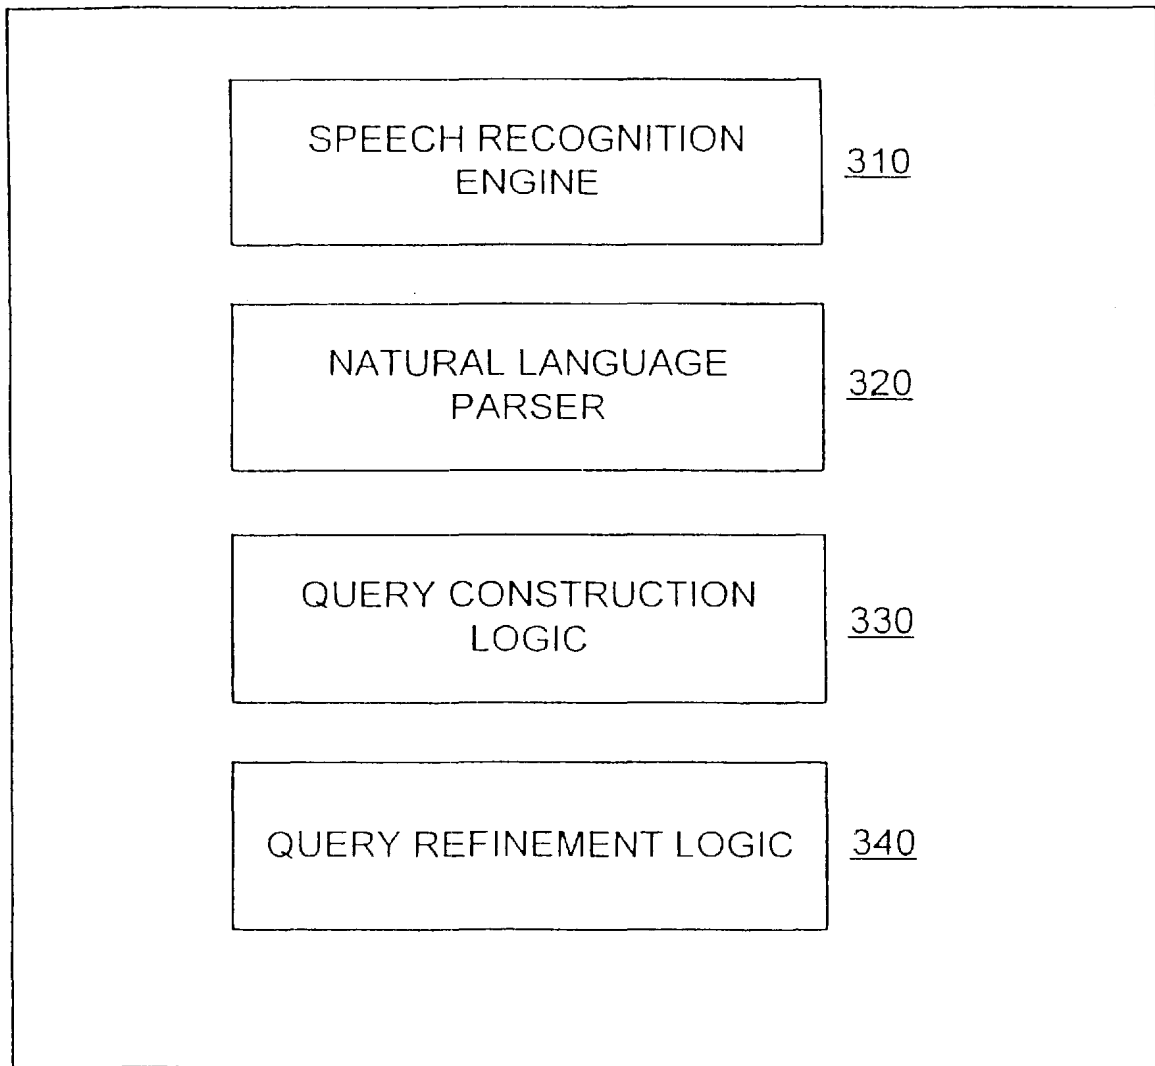 SPEECH RECOGNITION
ENGINE
310
NATURAL LANGUAGE
PARSER
320
QUERY CONSTRUCTION
LOGIC
330
QUERY REFINEMENT LOGIC
340